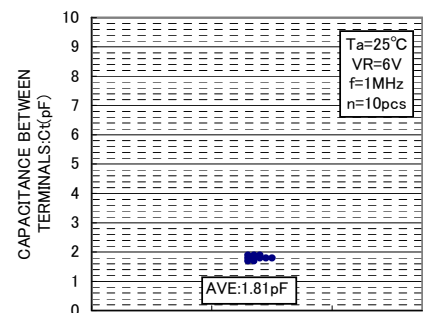 10
9
8
7
6
5
4
3
2
1
0
CAPACITANCE BETWEEN
TERMINALS:Ct(pF)
Ta=25°C
VR=6V
f=1MHz
n=10pcs
AVE:1.81pF